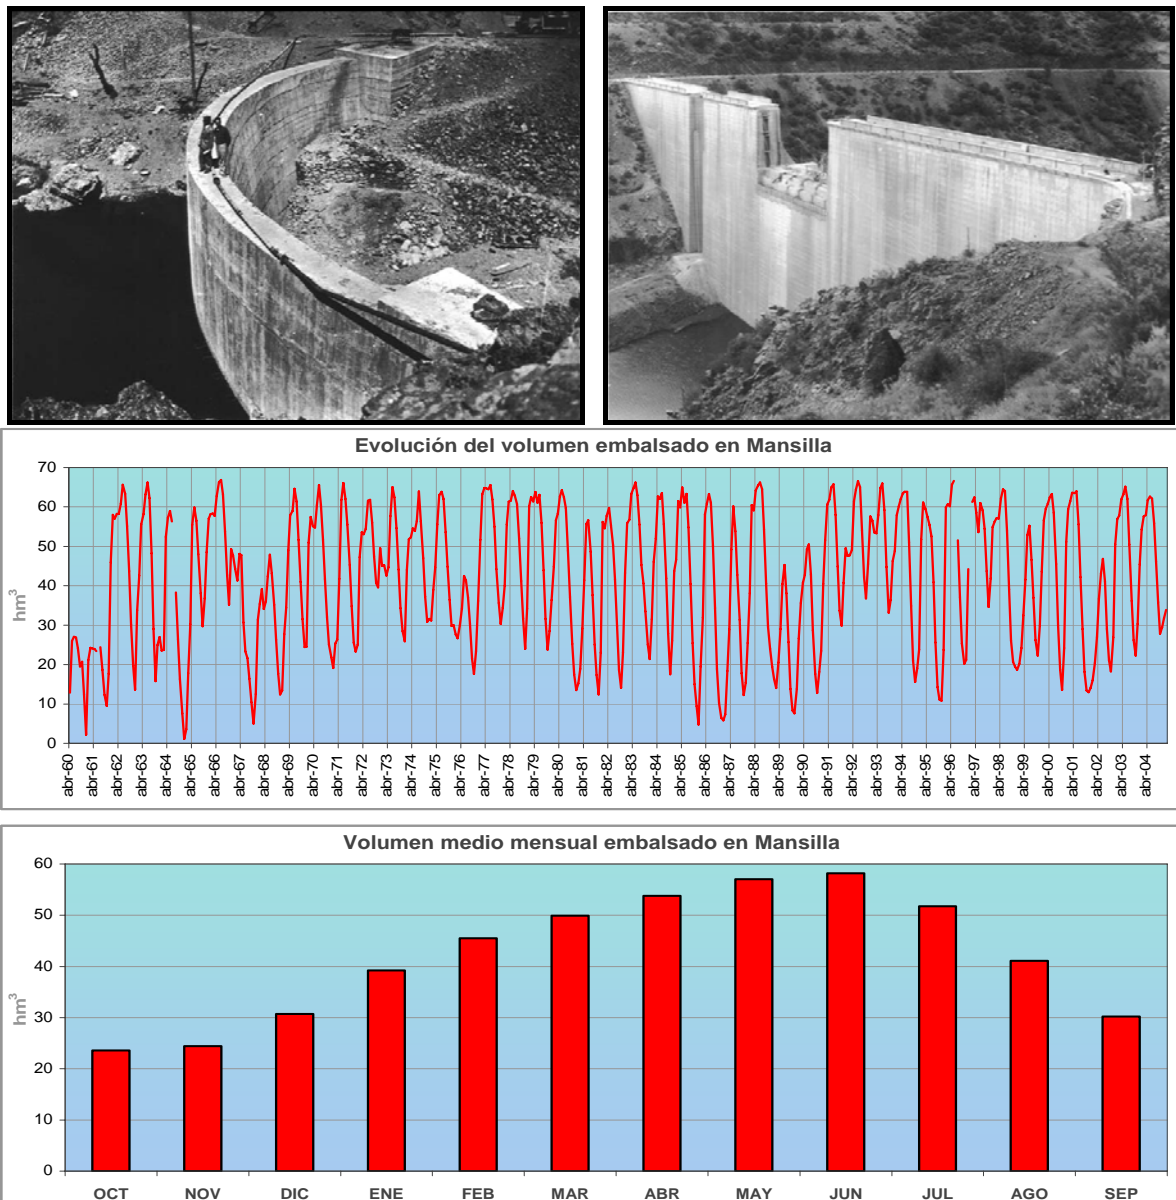 Evolución del volumen embalsado en Mansilla
70
60
50
40
30
20
10
0
hm³
abr-60
abr-61
abr-62
abr-63
abr-64
abr-65
abr-66
abr-67
abr-68
abr-69
abr-70
abr-71
abr-72
abr-73
abr-74
abr-75
abr-76
abr-77
abr-78
abr-79
abr-80
abr-81
abr-82
abr-83
abr-84
abr-85
abr-86
abr-87
abr-88
abr-89
abr-90
abr-91
abr-92
abr-93
abr-94
abr-95
abr-96
abr-97
abr-98
abr-99
abr-00
abr-01
abr-02
abr-03
abr-04
Volumen medio mensual embalsado en Mansilla
60
50
40
30
20
10
0
hm³
OCT NOV DIC ENE FEB MAR ABR MAY JUN JUL AGO SEP